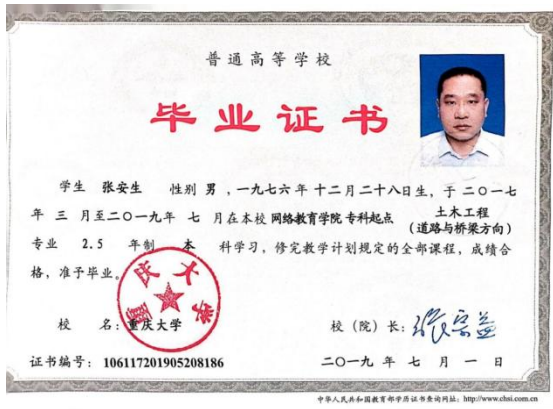 普通高等学校
毕业证书
学生 张安生 性别 男 ，一九七六年 十二月二十八日生，于二〇一七
年 三 月至二〇一九年 七 月在本校 网络教育学院 专科起点 土木工程
（道路与桥梁方向）
专业 2.5 年制 本 科学习，修完教学计划规定的全部课程，成绩合
格，准予毕业。
重庆大学
校 名：重庆大学 校（院）长：张宗益
证书编号：106117201905208186 二〇一九年 七 月 一 日
中华人民共和国教育部学历证书查询网址：http://www.chsi.com.cn